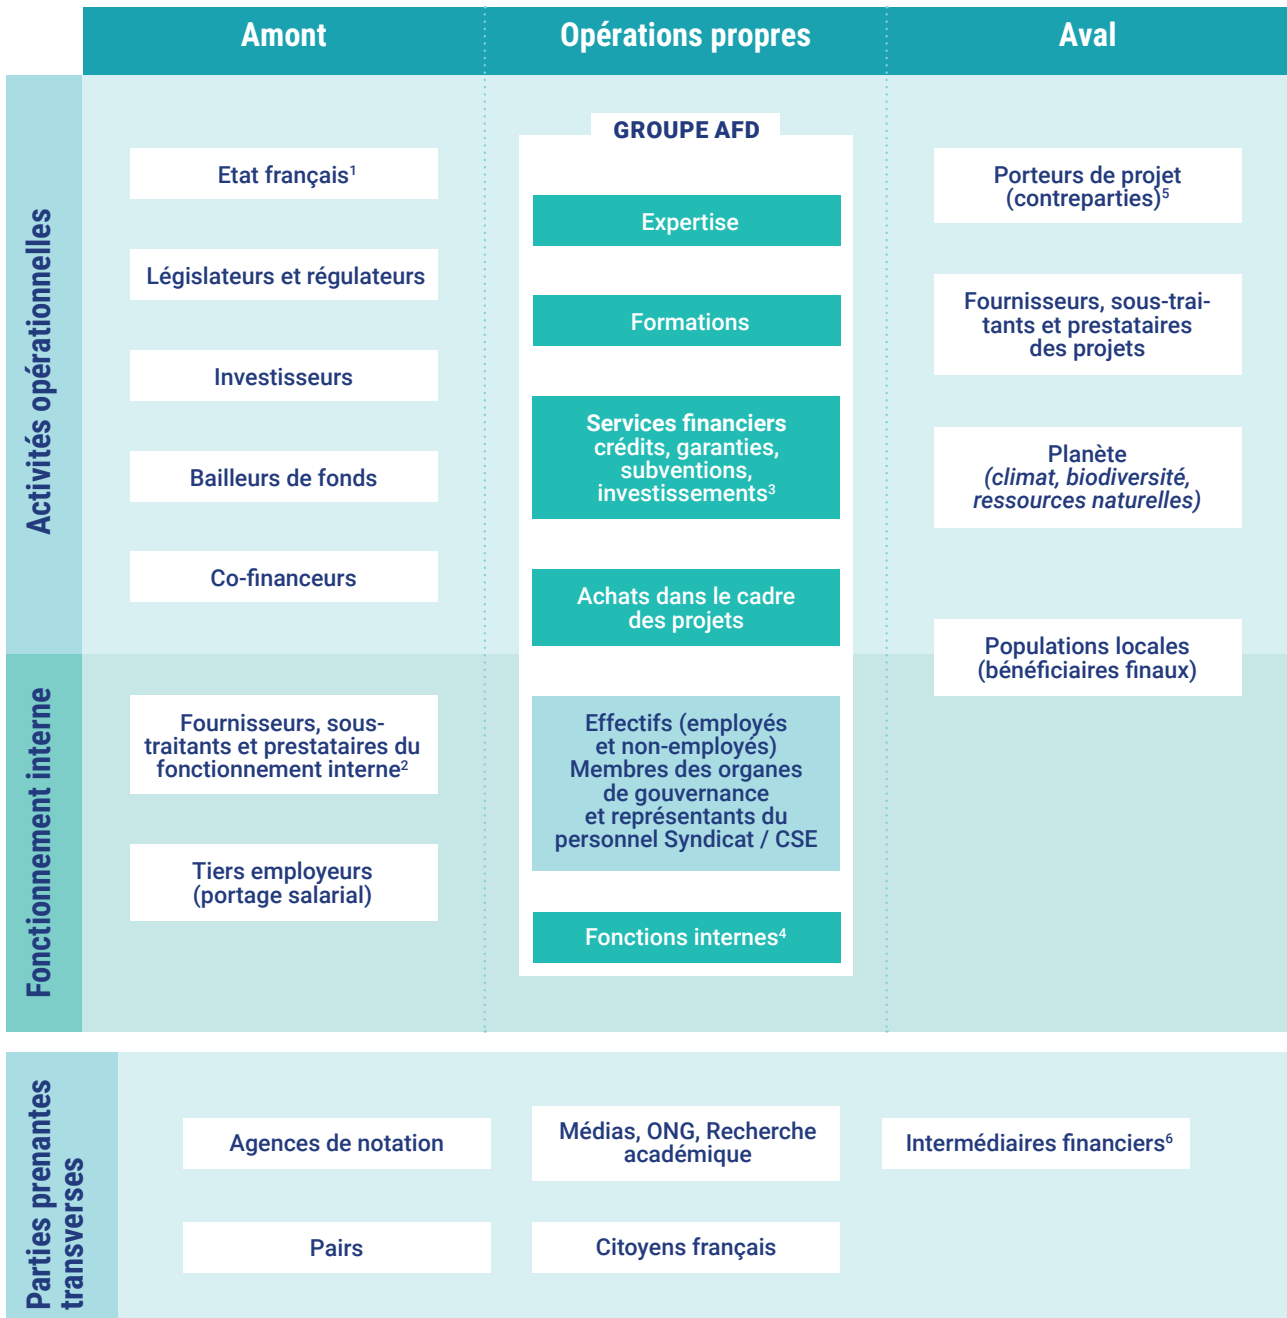 Amont
Opérations propres
Aval
Activités opérationnelles
Etat français¹
Législateurs et régulateurs
Investisseurs
Bailleurs de fonds
Co-financeurs
GROUPE AFD
Expertise
Formations
Services financiers
crédits, garanties,
subventions,
investissements³
Achats dans le cadre
des projets
Porteurs de projet
(contreparties)⁵
Fournisseurs, sous-trai-
tants et prestataires
des projets
Planète
(climat, biodiversité,
ressources naturelles)
Populations locales
(bénéficiaires finaux)
Fonctionnement interne
Fournisseurs, sous-
traitants et prestataires du
fonctionnement interne²
Tiers employeurs
(portage salarial)
Effectifs (employés
et non-employés)
Membres des organes
de gouvernance
et représentants du
personnel Syndicat / CSE
Fonctions internes⁴
Parties prenantes
transverses
Agences de notation
Médias, ONG, Recherche
académique
Intermédiaires financiers⁶
Pairs
Citoyens français